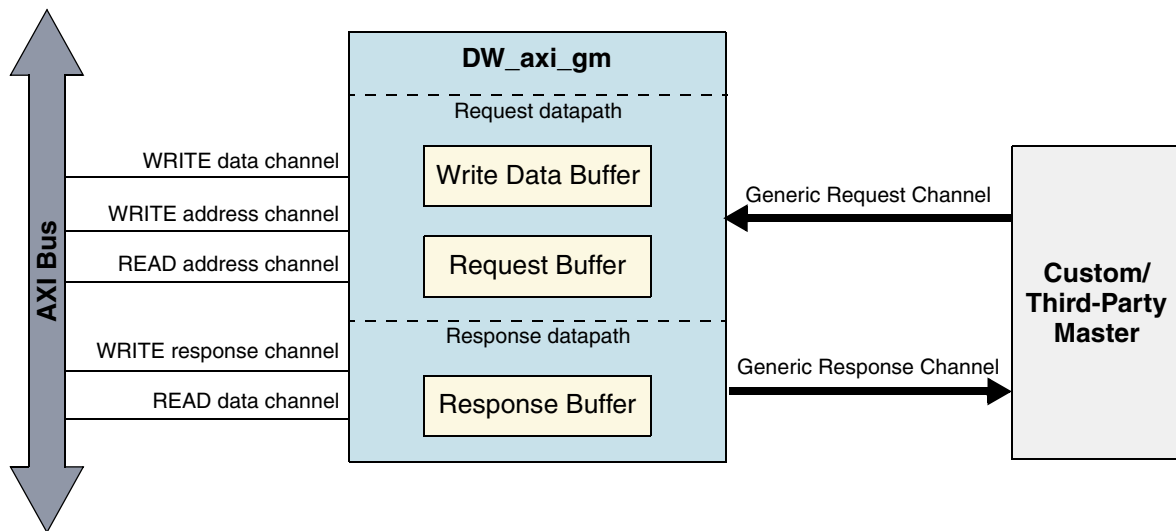 DW_axi_gm
Request datapath
WRITE data channel
Write Data Buffer
Generic Request Channel
WRITE address channel
READ address channel
Request Buffer
AXI Bus
Custom/
Third-Party
Master
Response datapath
WRITE response channel
Generic Response Channel
READ data channel
Response Buffer